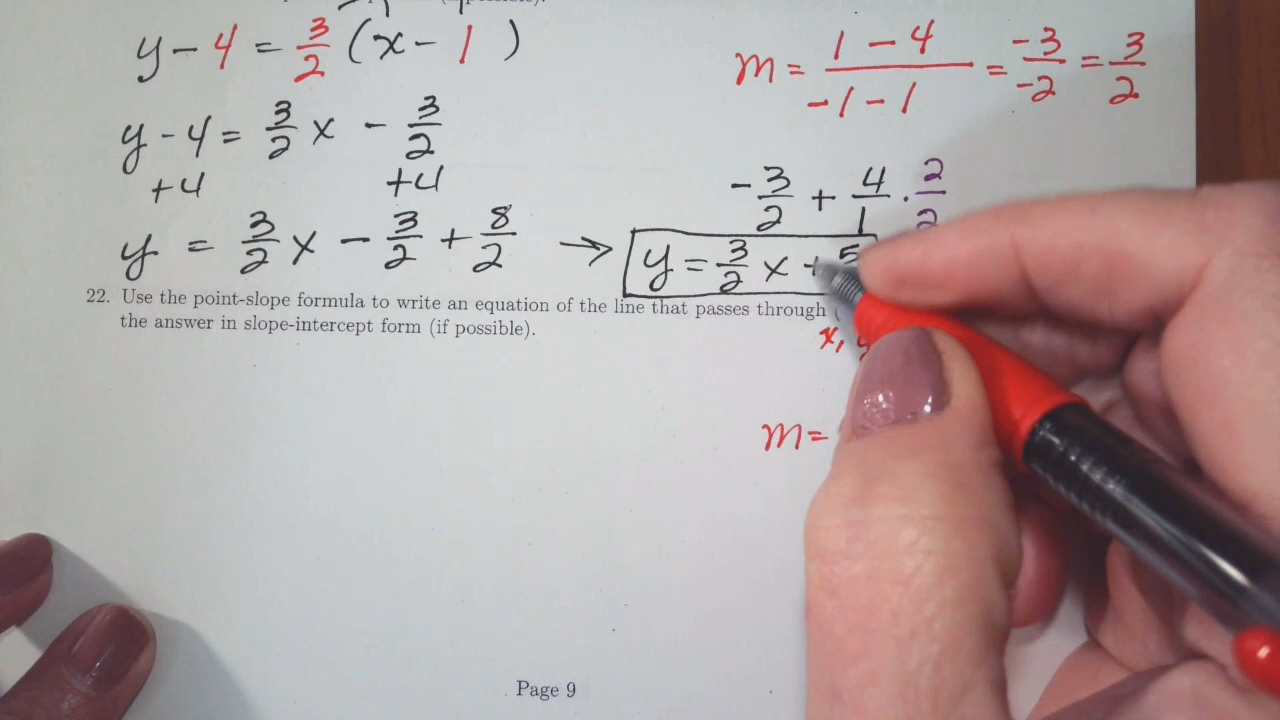 y - 4 = 3/2 (x - 1)
m = (1 - 4)/(-1 - 1) = -3/-2 = 3/2
y - 4 = 3/2 x - 3/2
+4 +4
-3/2 + 4/1 · 2/2
y = 3/2 x - 3/2 + 8/2 → y = 3/2 x + 5
22. Use the point-slope formula to write an equation of the line that passes through (
the answer in slope-intercept form (if possible).
x, y
m =
Page 9